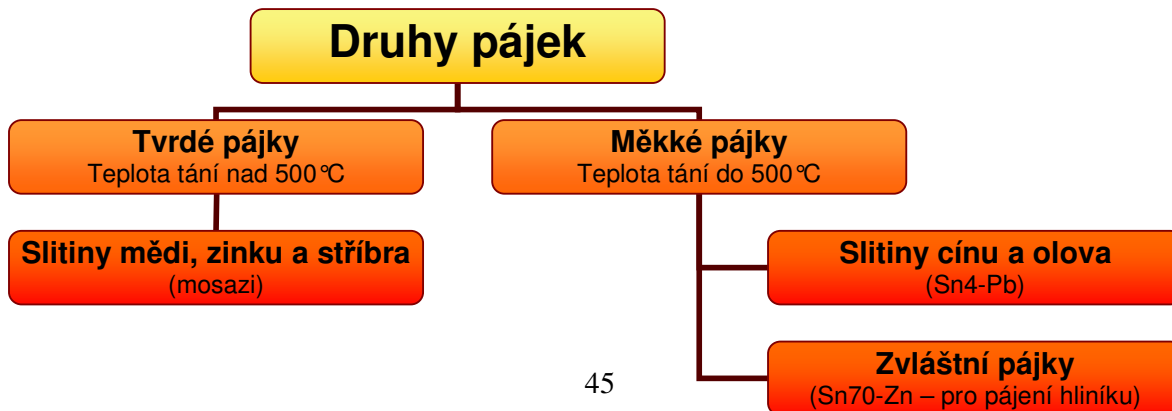 Druhy pájek
Tvrdé pájky
Teplota tání nad 500°C
Měkké pájky
Teplota tání do 500°C
Slitiny mědi, zinku a stříbra
(mosazi)
Slitiny cínu a olova
(Sn4-Pb)
Zvláštní pájky
(Sn70-Zn – pro pájení hliníku)
45